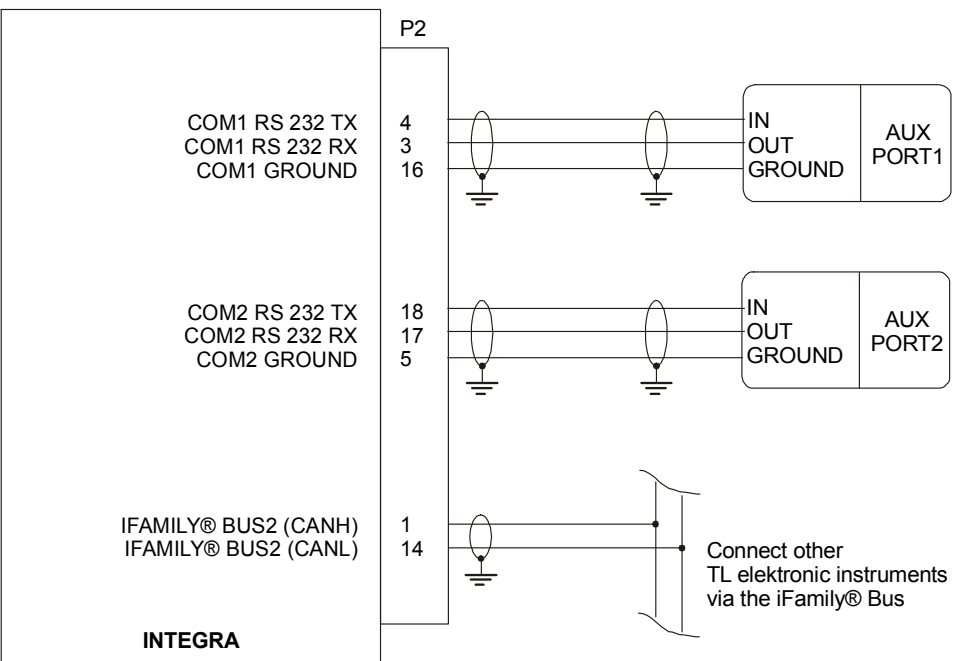 P2
COM1 RS 232 TX 4 IN
COM1 RS 232 RX 3 OUT
COM1 GROUND 16 GROUND
AUX
PORT1
COM2 RS 232 TX 18 IN
COM2 RS 232 RX 17 OUT
COM2 GROUND 5 GROUND
AUX
PORT2
IFAMILY® BUS2 (CANH) 1
IFAMILY® BUS2 (CANL) 14
Connect other
TL elektronic instruments
via the iFamily® Bus
INTEGRA